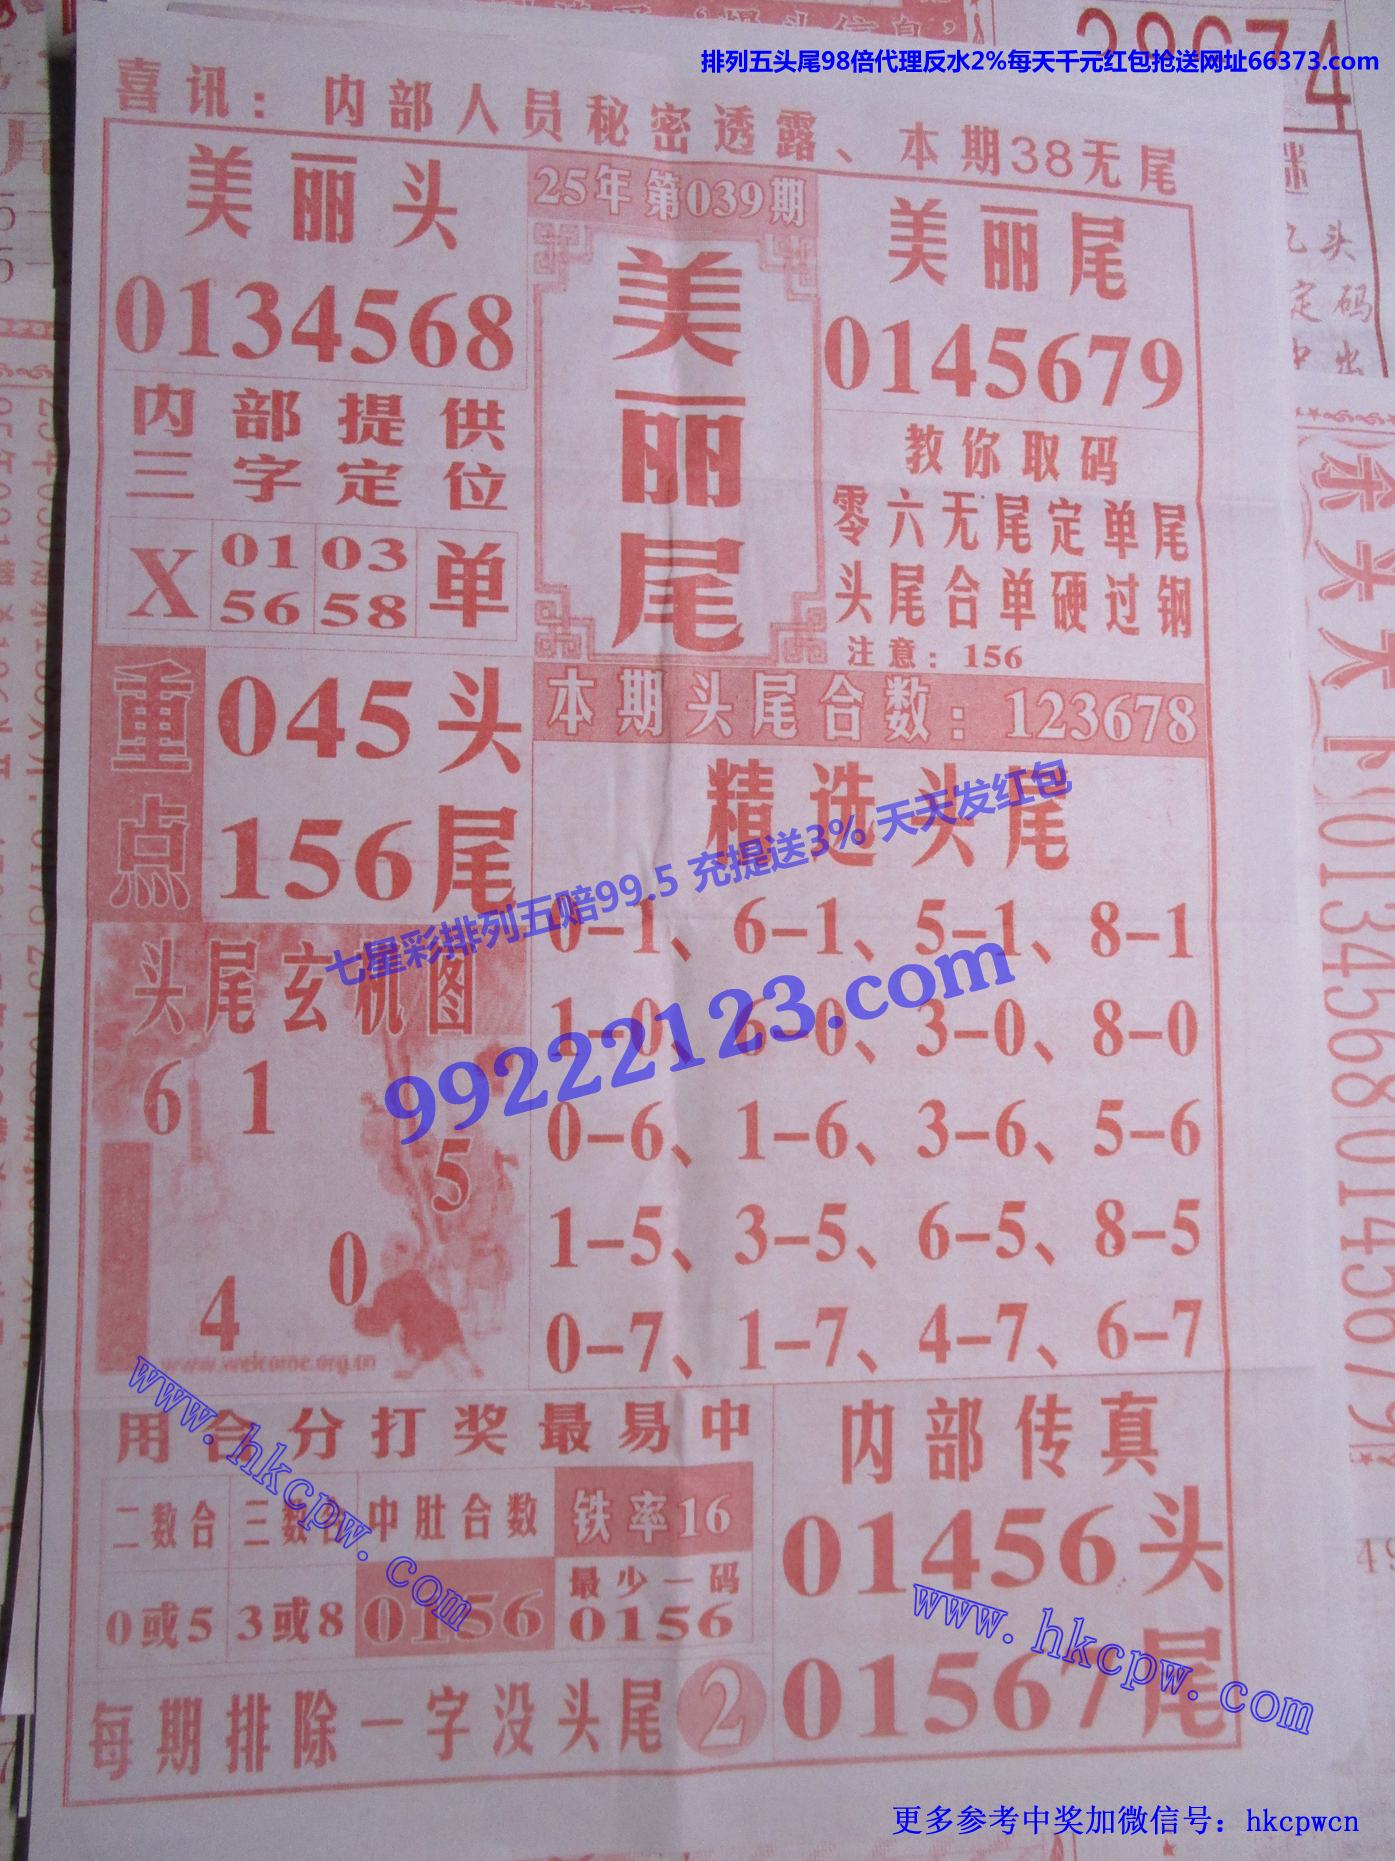 排列五头尾98倍代理反水2%每天千元红包抢送网址66373.com
喜讯：内部人员秘密透露、本期38无尾
美丽头
0134568
25年第039期
美丽尾
美丽尾
0145679
内部提供
三字定位
X 01 03 单
56 58
教你取码
零六无尾定单尾
头尾合单硬过钢
注意：156
重点
045头
156尾
本期头尾合数：123678
精选头尾
0-1、6-1、5-1、8-1
1-0、6-0、3-0、8-0
0-6、1-6、3-6、5-6
1-5、3-5、6-5、8-5
0-7、1-7、4-7、6-7
七星彩排列五赔99.5 充提送3% 天天发红包
99222123.com
头尾玄机图
6 1
5
0
4
www.welcome.org.cn
www.hkcpw.com
用合分打奖最易中
二数合 三数合 中肚合数 铁率16
0或5 3或8 0156 最少一码
0156
每期排除一字没头尾 2
内部传真
01456头
01567尾
www.hkcpw.com
更多参考中奖加微信号：hkcpwcn